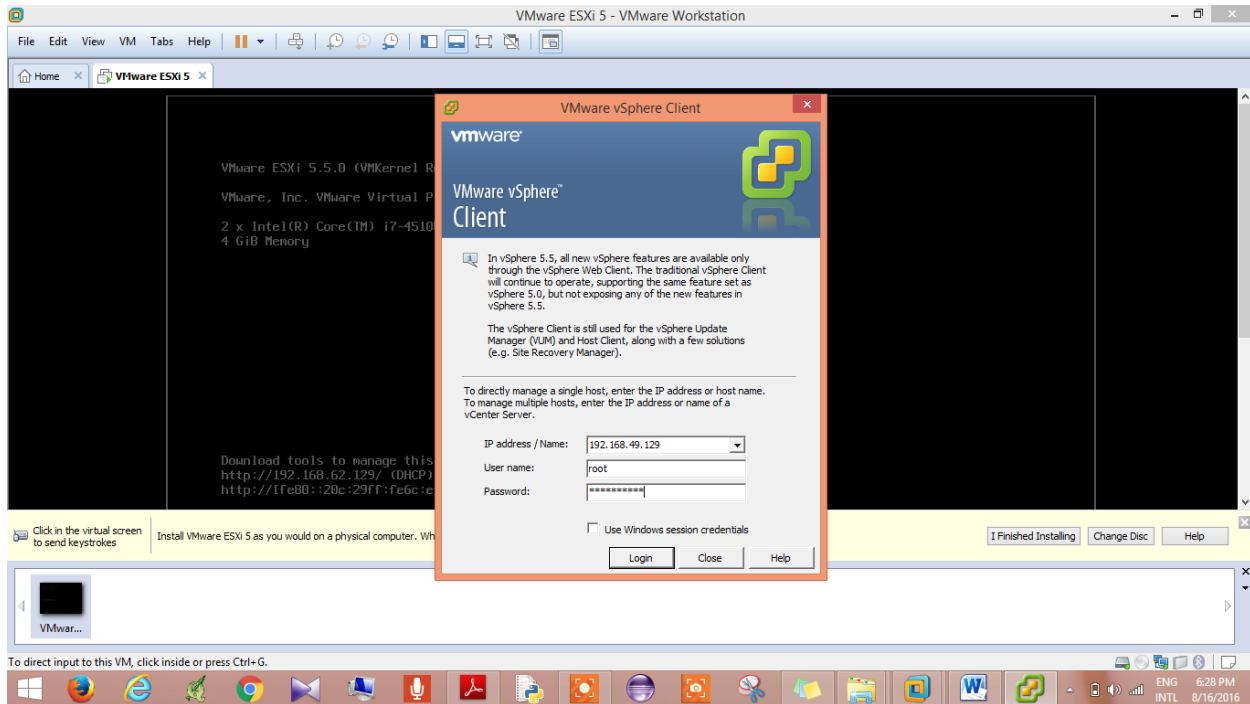 VMware ESXi 5 - VMware Workstation
File Edit View VM Tabs Help
Home VMware ESXi 5
VMware vSphere Client
vmware
VMware vSphere™
Client
VMware ESXi 5.5.0 (VMKernel R
VMware, Inc. VMware Virtual P
2 x Intel(R) Core(TM) i7-4510
4 GiB Memory
In vSphere 5.5, all new vSphere features are available only
through the vSphere Web Client. The traditional vSphere Client
will continue to operate, supporting the same feature set as
vSphere 5.0, but not exposing any of the new features in
vSphere 5.5.
The vSphere Client is still used for the vSphere Update
Manager (VUM) and Host Client, along with a few solutions
(e.g. Site Recovery Manager).
To directly manage a single host, enter the IP address or host name.
To manage multiple hosts, enter the IP address or name of a
vCenter Server.
IP address / Name: 192.168.49.129
User name: root
Password: **********
Use Windows session credentials
Login Close Help
Download tools to manage this
http://192.168.62.129/ (DHCP)
http://[fe80::20c:29ff:fe6c:e
Click in the virtual screen
to send keystrokes
Install VMware ESXi 5 as you would on a physical computer. Wh
I Finished Installing Change Disc Help
VMwar...
To direct input to this VM, click inside or press Ctrl+G.
ENG 6:28 PM
INTL 8/16/2016